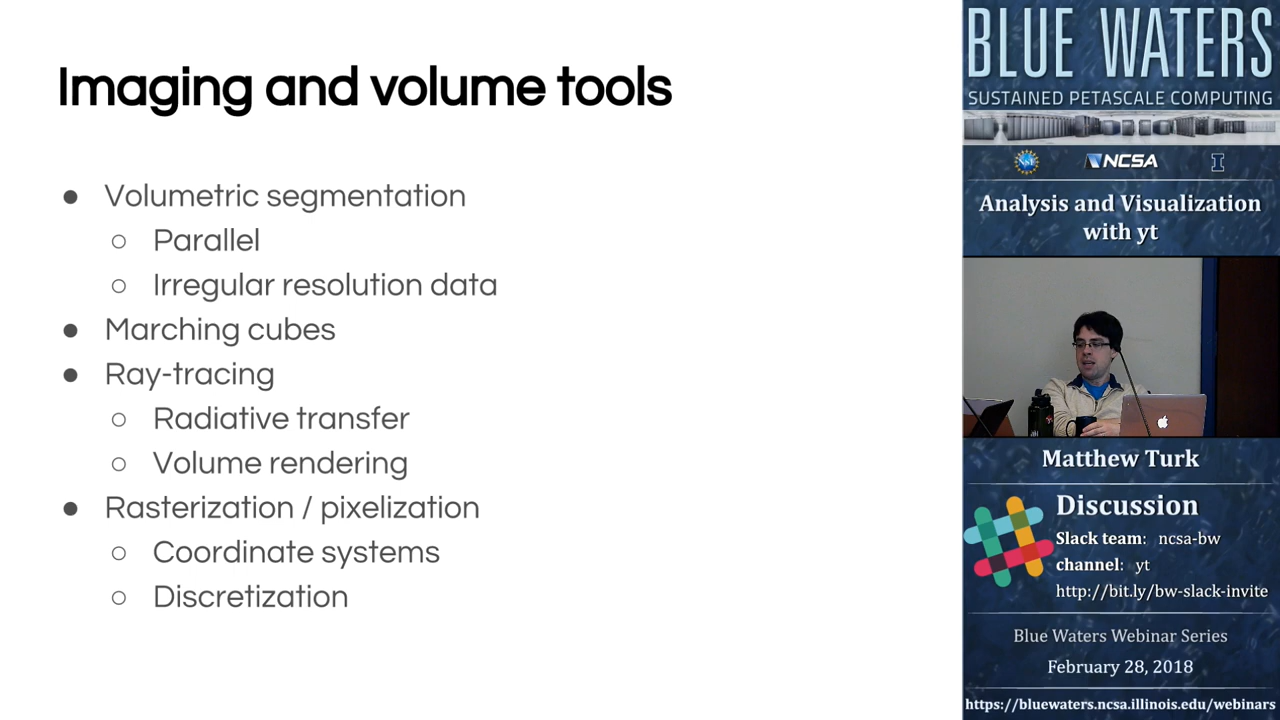 Imaging and volume tools
● Volumetric segmentation
○ Parallel
○ Irregular resolution data
● Marching cubes
● Ray-tracing
○ Radiative transfer
○ Volume rendering
● Rasterization / pixelization
○ Coordinate systems
○ Discretization
BLUE WATERS
SUSTAINED PETASCALE COMPUTING
NSF
NCSA
I
Analysis and Visualization
with yt
Matthew Turk
Discussion
Slack team: ncsa-bw
channel: yt
http://bit.ly/bw-slack-invite
Blue Waters Webinar Series
February 28, 2018
https://bluewaters.ncsa.illinois.edu/webinars